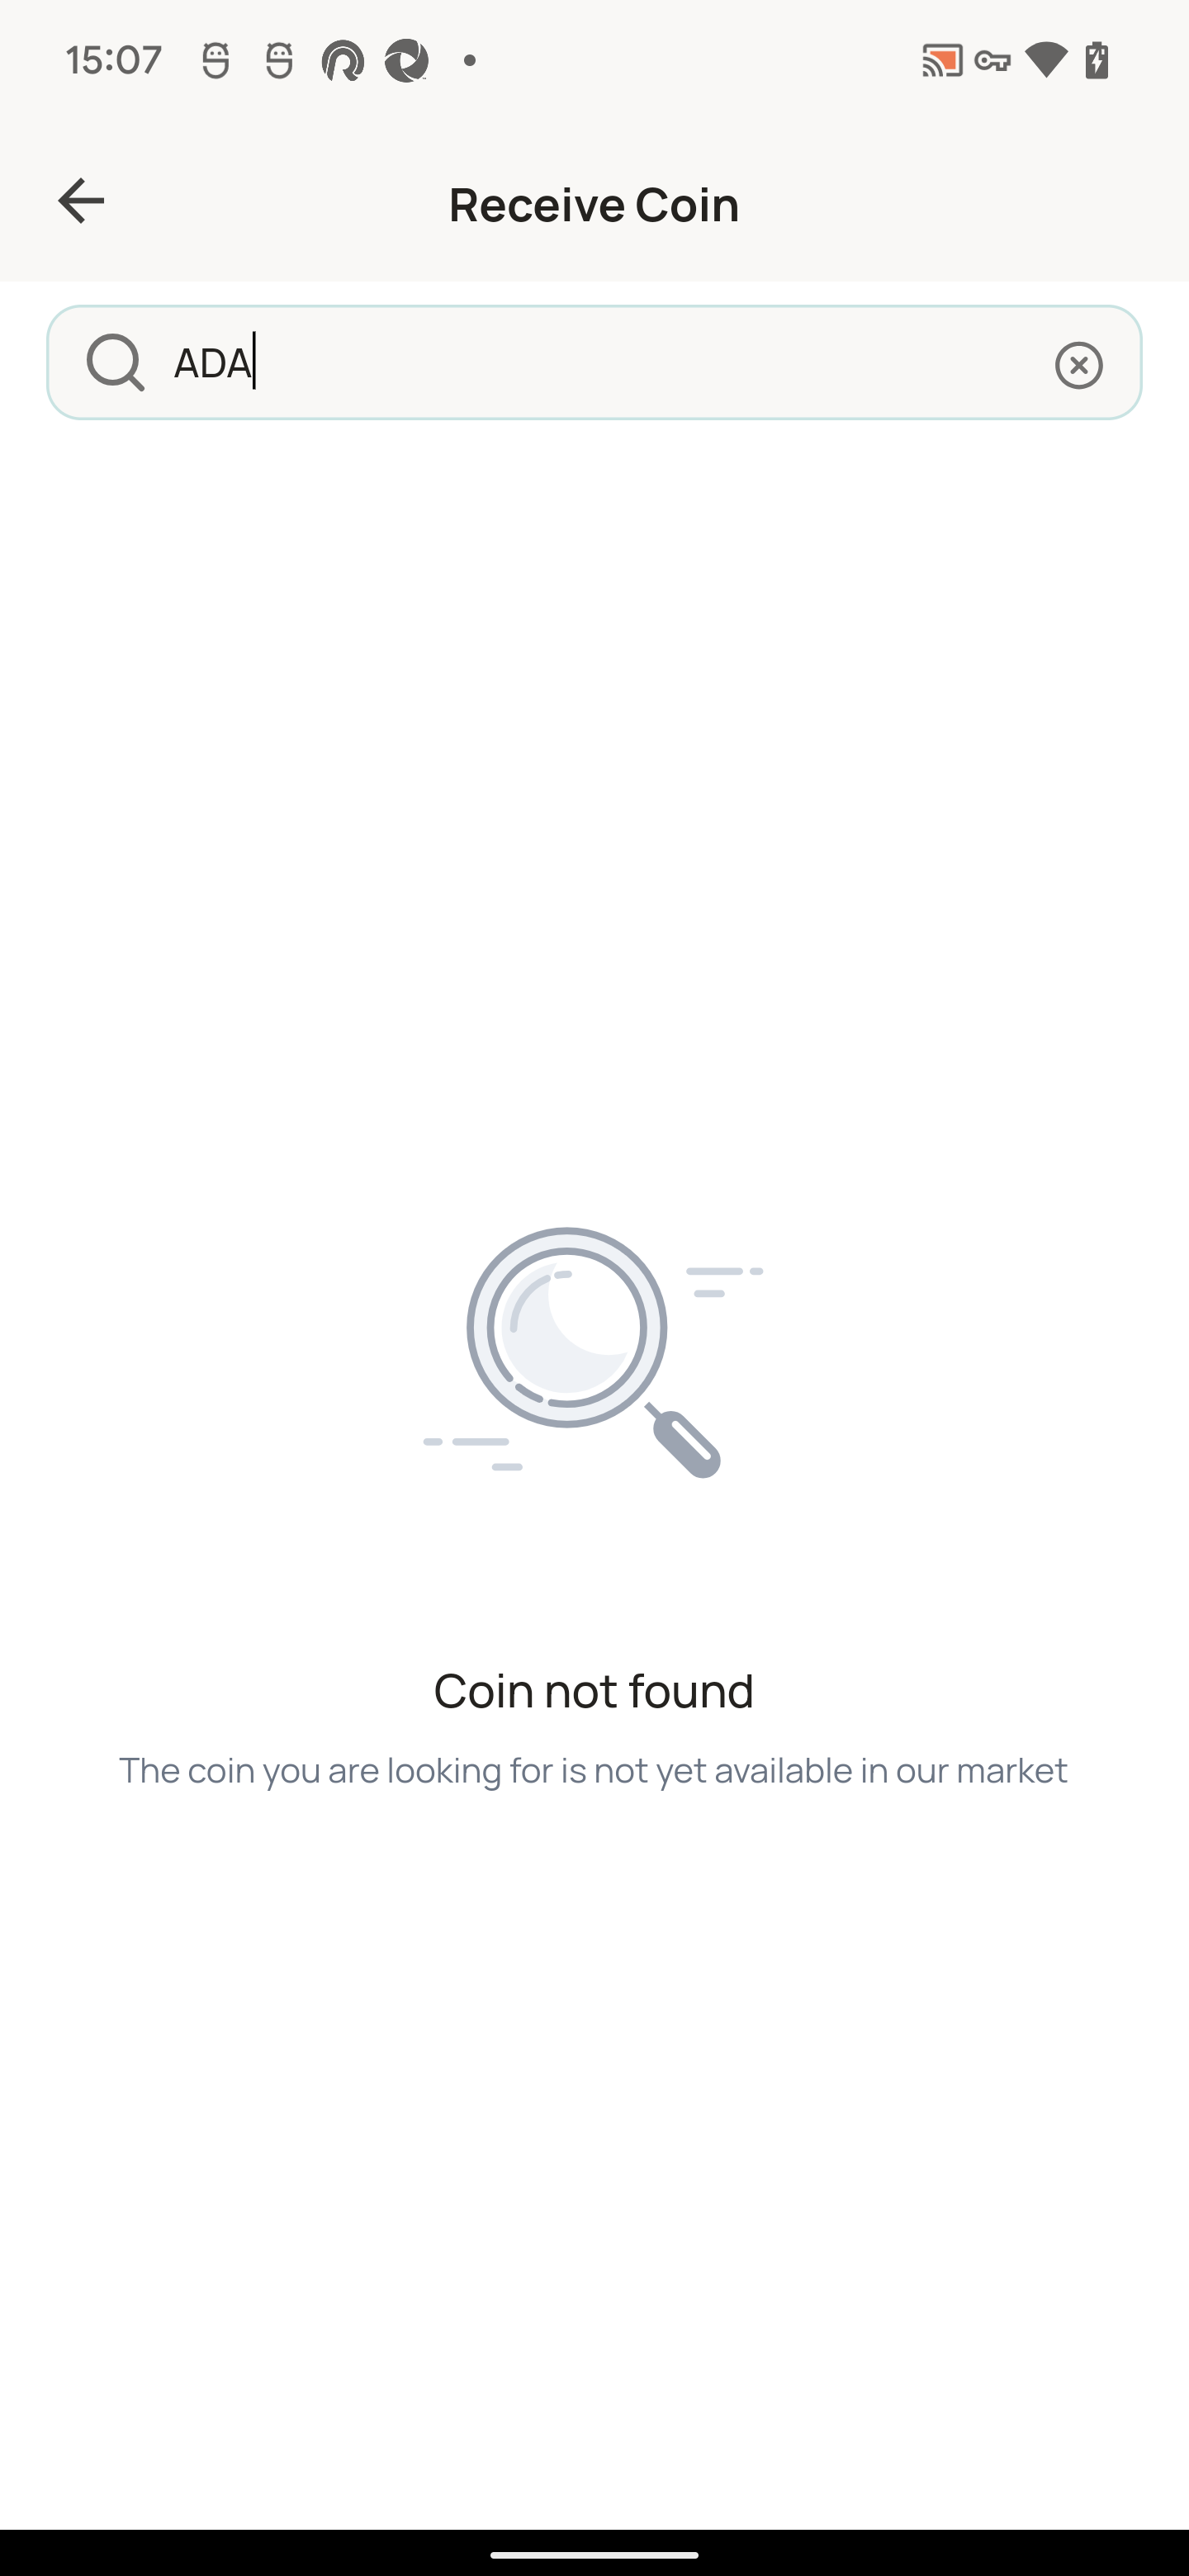 15:07
Receive Coin
ADA
Coin not found
The coin you are looking for is not yet available in our market